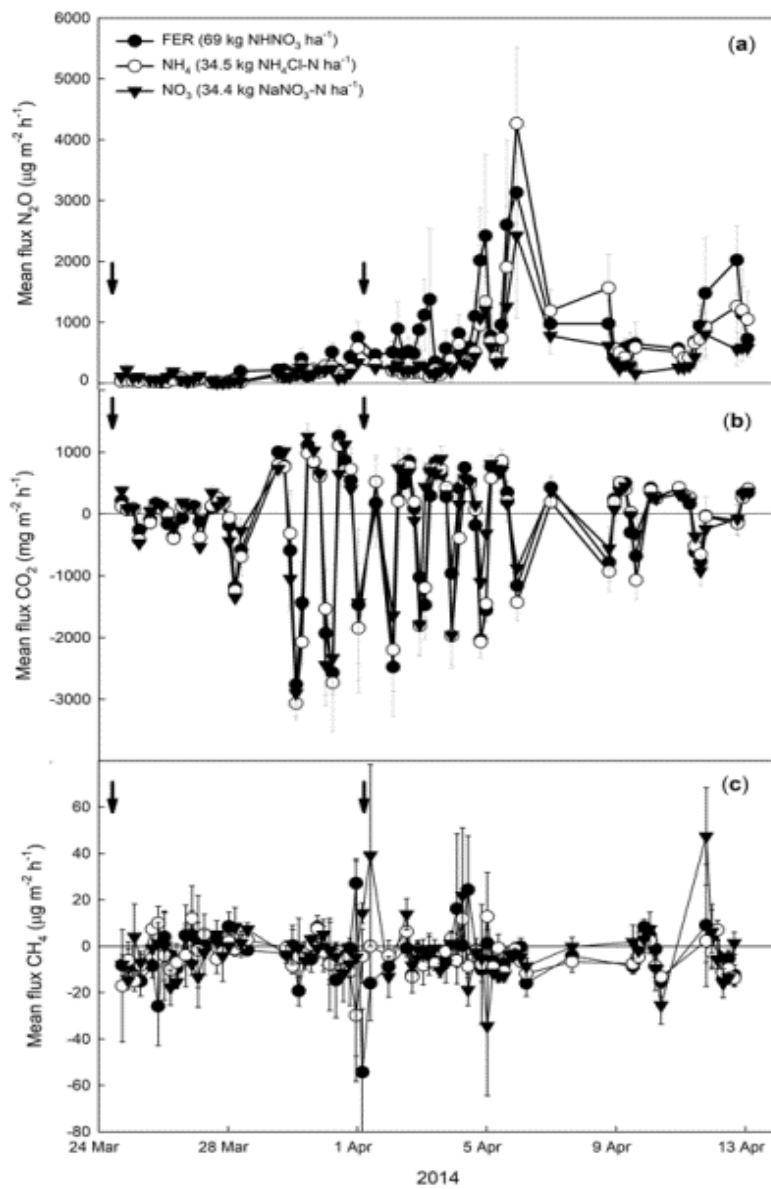 6000
5000
4000
3000
2000
1000
0
Mean flux N₂O (µg m⁻² h⁻¹)
FER (69 kg NHNO₃ ha⁻¹)
NH₄ (34.5 kg NH₄Cl-N ha⁻¹)
NO₃ (34.4 kg NaNO₃-N ha⁻¹)
(a)
1000
0
-1000
-2000
-3000
Mean flux CO₂ (mg m⁻² h⁻¹)
(b)
60
40
20
0
-20
-40
-60
-80
Mean flux CH₄ (µg m⁻² h⁻¹)
(c)
24 Mar 28 Mar 1 Apr 5 Apr 9 Apr 13 Apr
2014